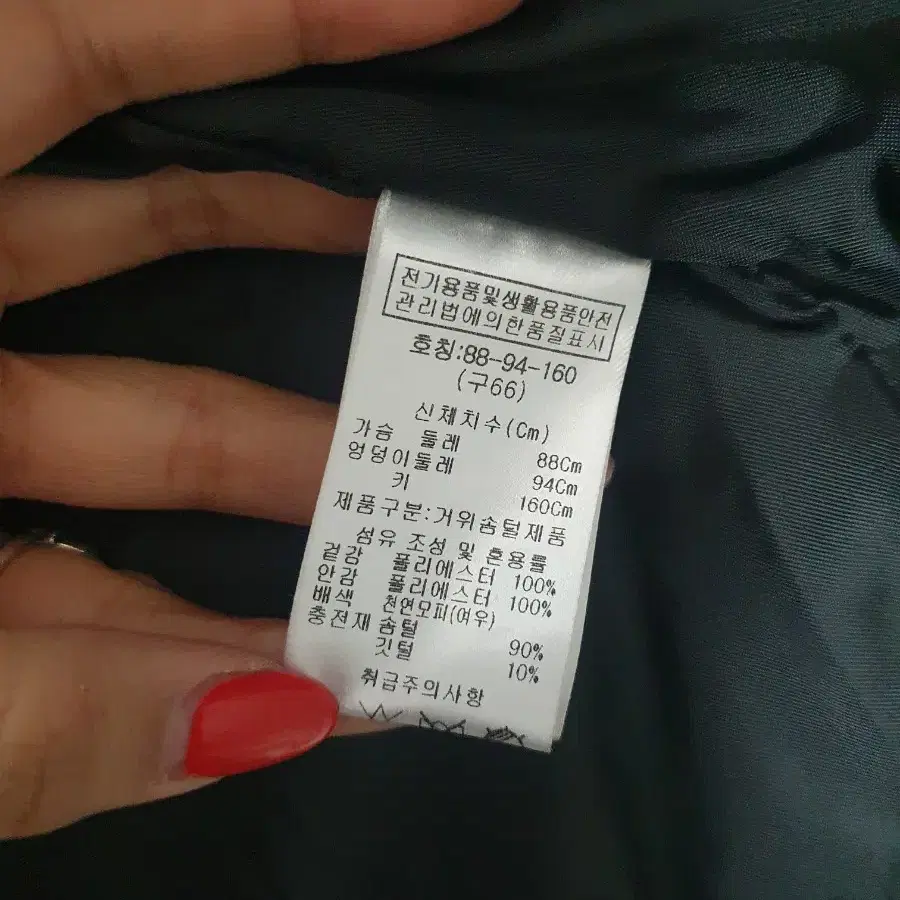 전기용품및생활용품안전
관리법에의한품질표시
호칭:88-94-160
(구66)
신체치수(Cm)
가슴 둘레 88Cm
엉덩이둘레 94Cm
키 160Cm
제품구분:거위솜털제품
섬유 조성 및 혼용률
겉감 폴리에스터 100%
안감 폴리에스터 100%
배색 천연모피(여우)
충전재 솜털 90%
깃털 10%
취급주의사항